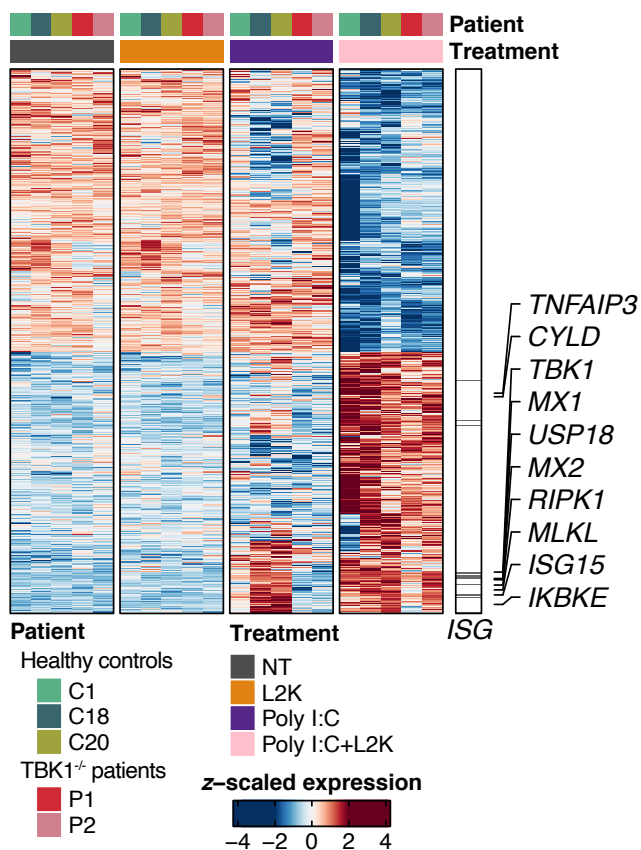 Patient
Treatment
TNFAIP3
CYLD
TBK1
MX1
USP18
MX2
RIPK1
MLKL
ISG15
IKBKE
ISG
Patient
Healthy controls
C1
C18
C20
TBK1-/- patients
P1
P2
Treatment
NT
L2K
Poly I:C
Poly I:C+L2K
z–scaled expression
−4 −2 0 2 4